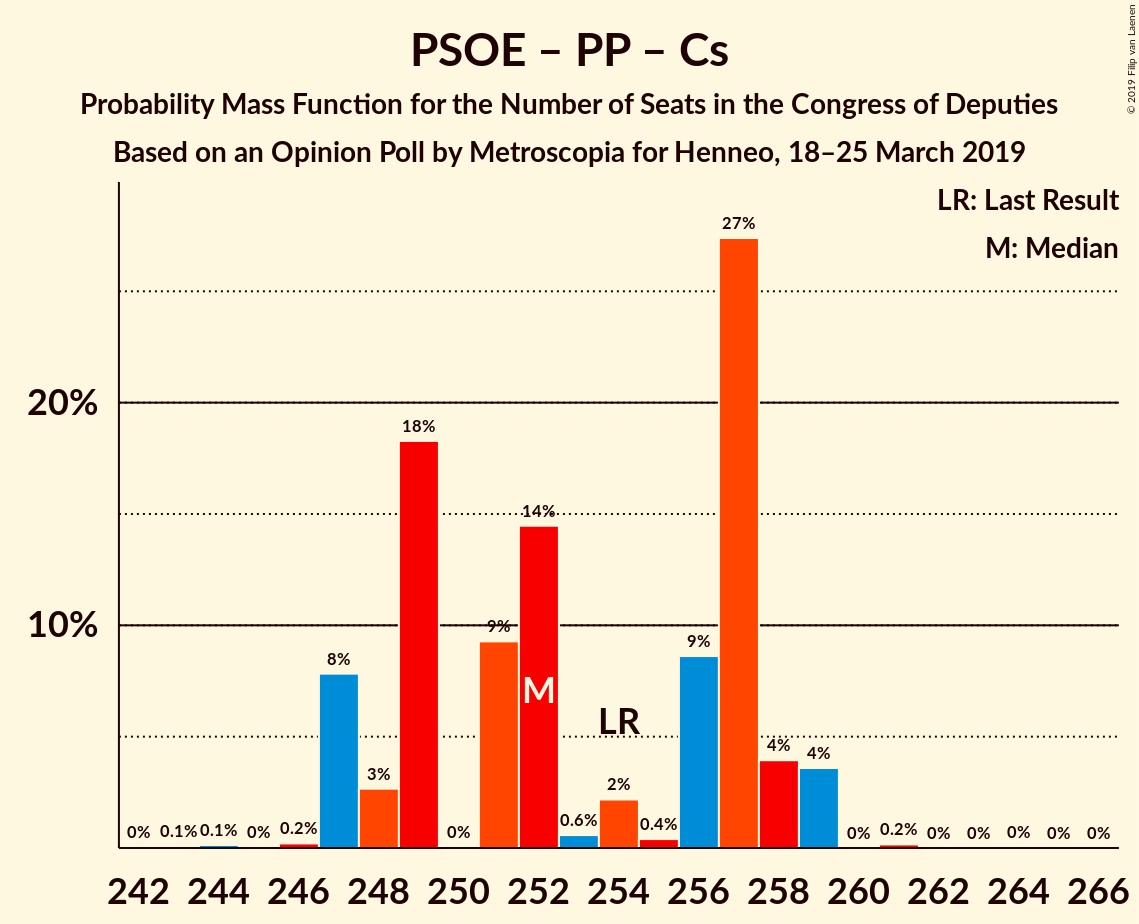 PSOE – PP – Cs
Probability Mass Function for the Number of Seats in the Congress of Deputies
Based on an Opinion Poll by Metroscopia for Henneo, 18–25 March 2019
© 2019 Filip van Laenen
LR: Last Result
M: Median
20%
10%
0% 0.1% 0.1% 0% 0.2% 8% 3% 18% 0% 9% 14% 0.6% 2% 0.4% 9% 27% 4% 4% 0% 0.2% 0% 0% 0% 0% 0%
M
LR
242 244 246 248 250 252 254 256 258 260 262 264 266